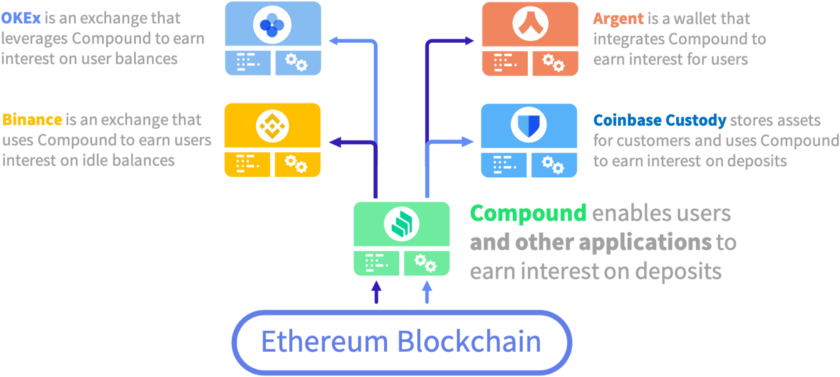 OKEx is an exchange that
leverages Compound to earn
interest on user balances
Argent is a wallet that
integrates Compound to
earn interest for users
Binance is an exchange that
uses Compound to earn users
interest on idle balances
Coinbase Custody stores assets
for customers and uses Compound
to earn interest on deposits
Compound enables users
and other applications to
earn interest on deposits
Ethereum Blockchain